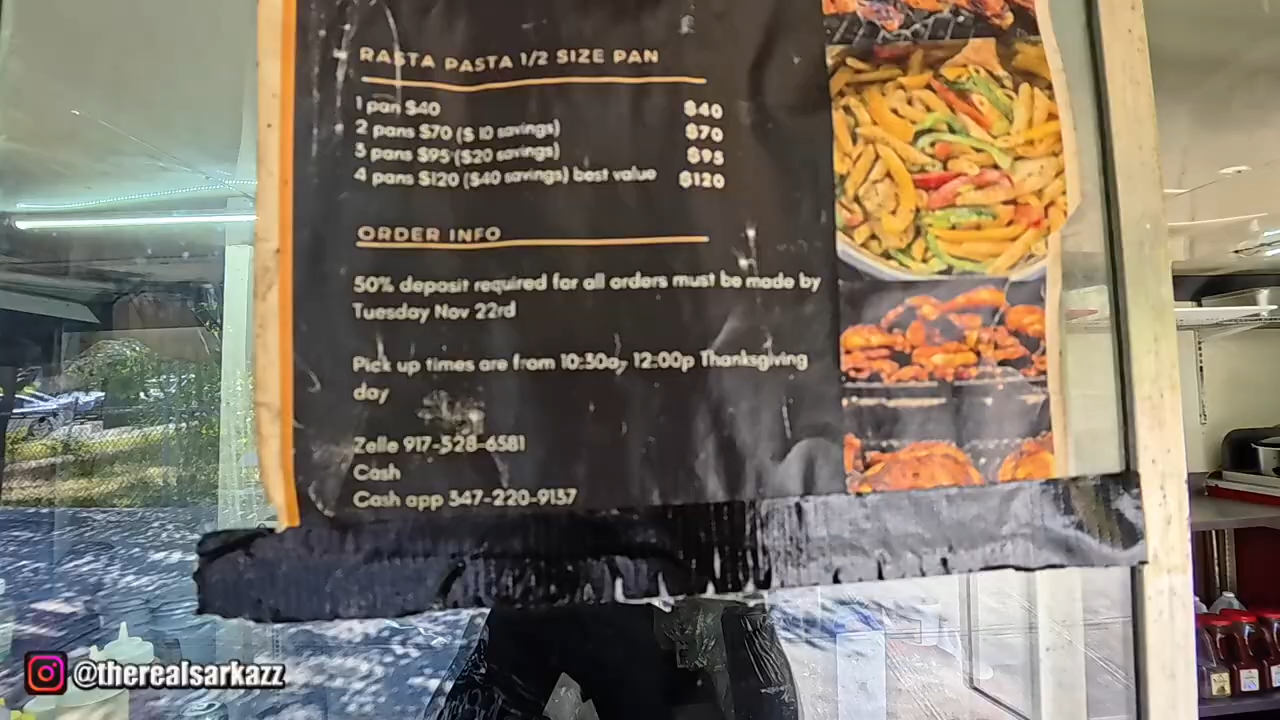 RASTA PASTA 1/2 SIZE PAN
1 pan $40 $40
2 pans $70 ($ 10 savings) $70
3 pans $95 ($20 savings) $95
4 pans $120 ($40 savings) best value $120
ORDER INFO
50% deposit required for all orders must be made by
Tuesday Nov 22rd
Pick up times are from 10:30a- 12:00p Thanksgiving
day
Zelle 917-528-6581
Cash
Cash app 347-220-9137
@therealsarkazz